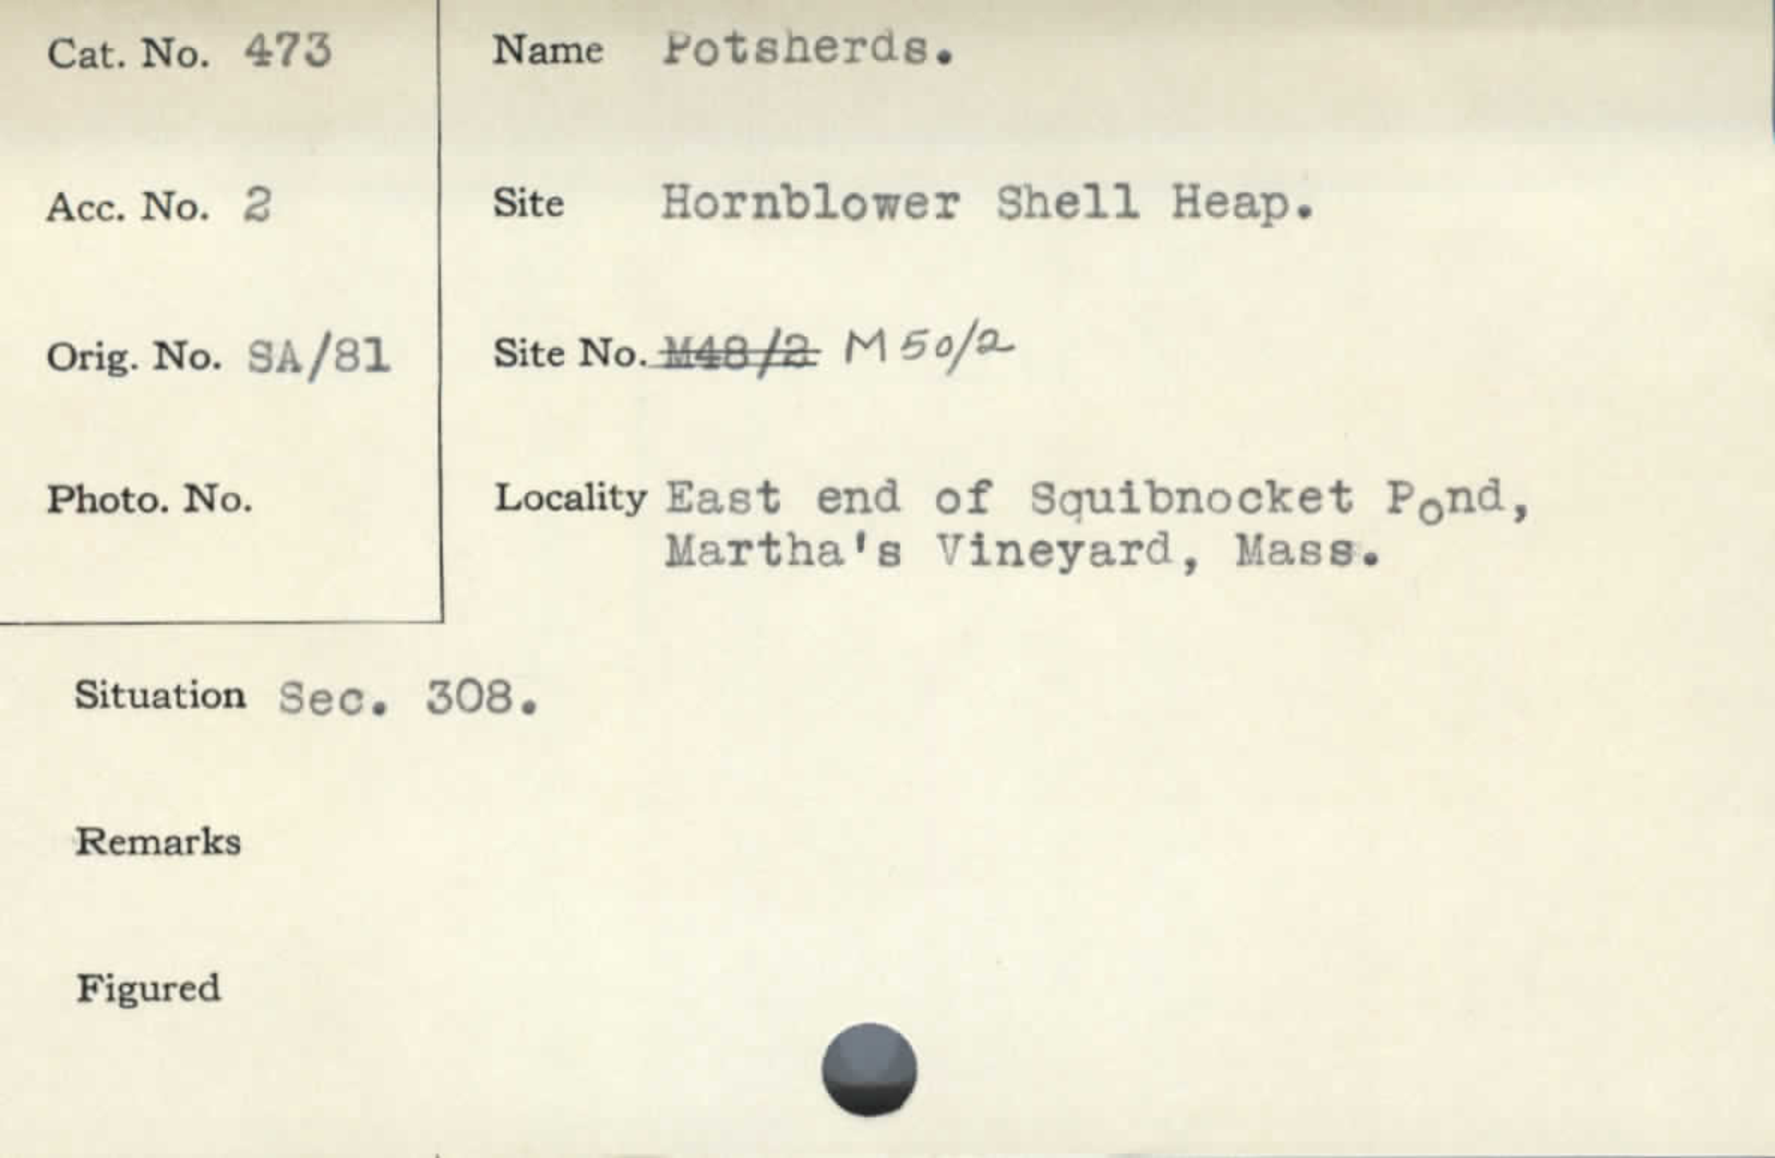 Cat. No. 473
Name Potsherds.
Acc. No. 2
Site Hornblower Shell Heap.
Orig. No. SA/81
Site No. M48/2 M50/2
Photo. No.
Locality East end of Squibnocket Pond,
Martha's Vineyard, Mass.
Situation Sec. 308.
Remarks
Figured